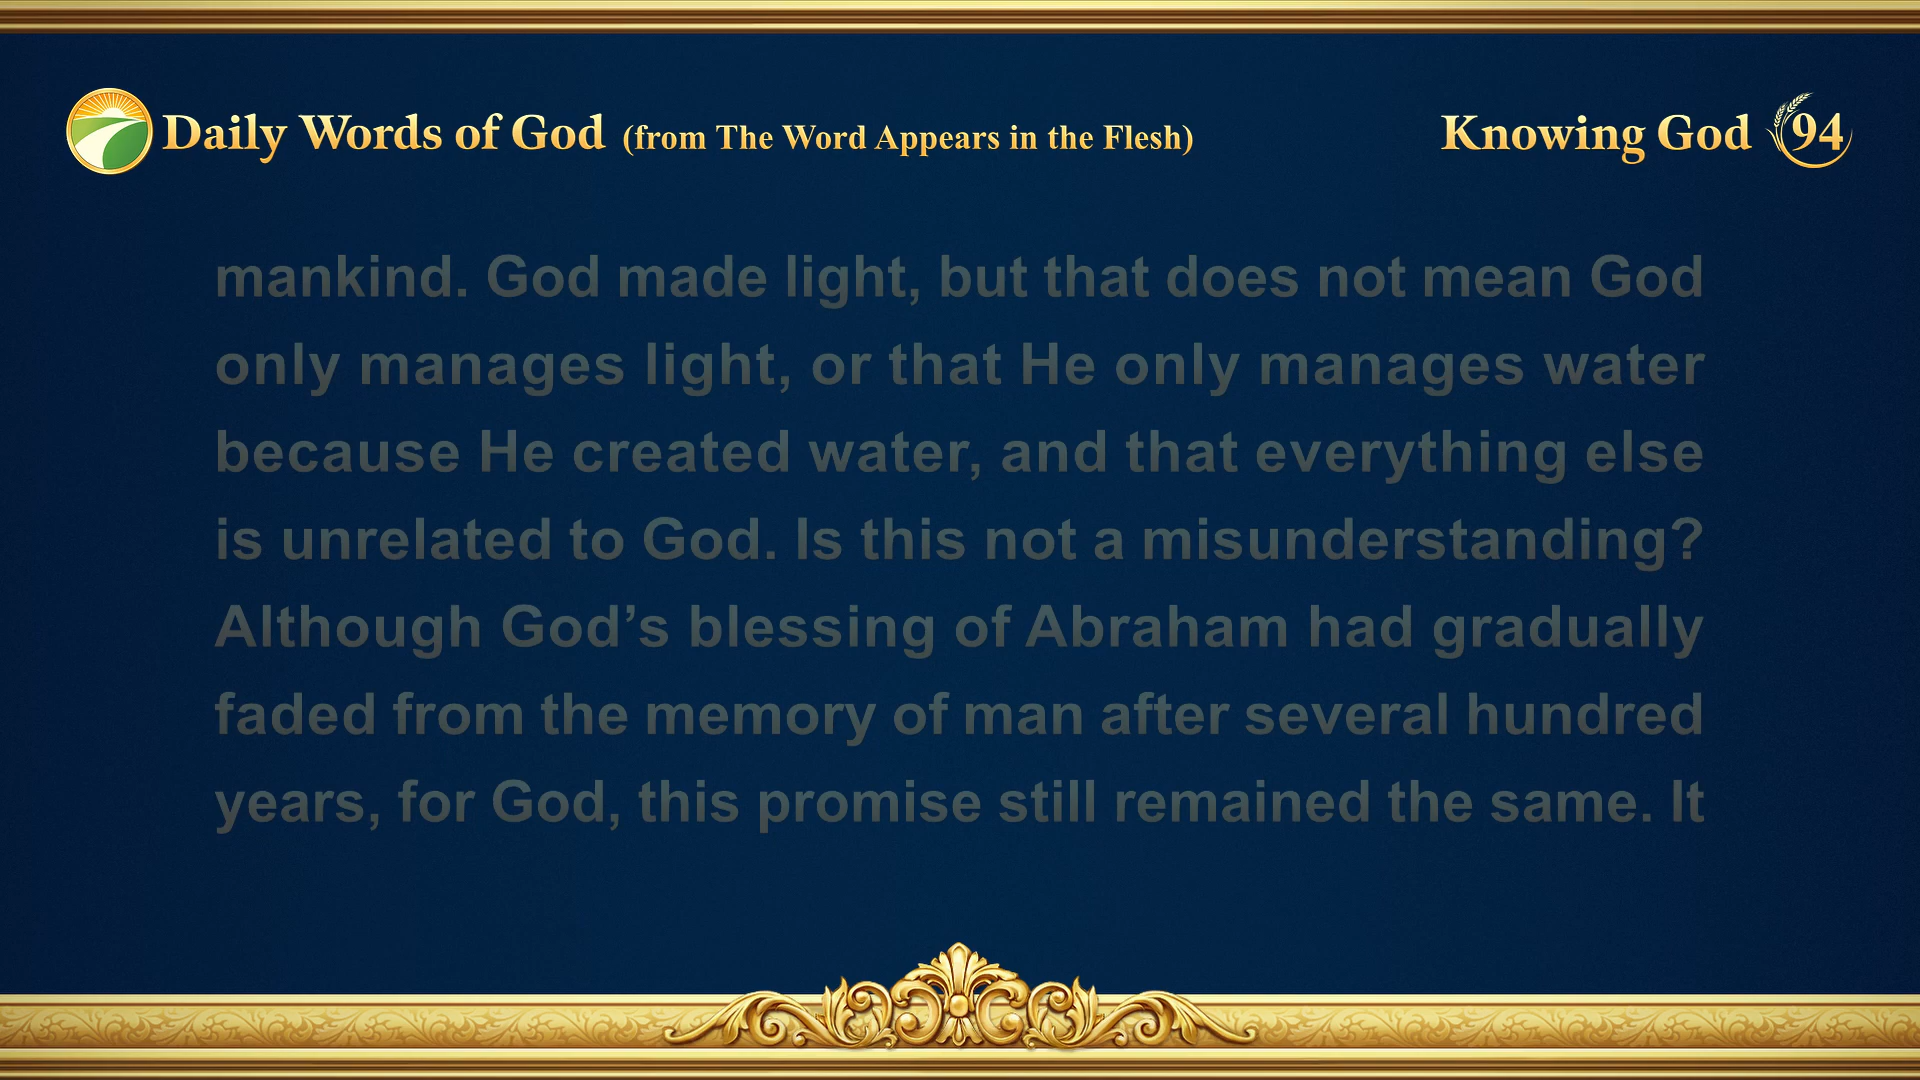 Daily Words of God (from The Word Appears in the Flesh)
Knowing God 94
mankind. God made light, but that does not mean God
only manages light, or that He only manages water
because He created water, and that everything else
is unrelated to God. Is this not a misunderstanding?
Although God’s blessing of Abraham had gradually
faded from the memory of man after several hundred
years, for God, this promise still remained the same. It